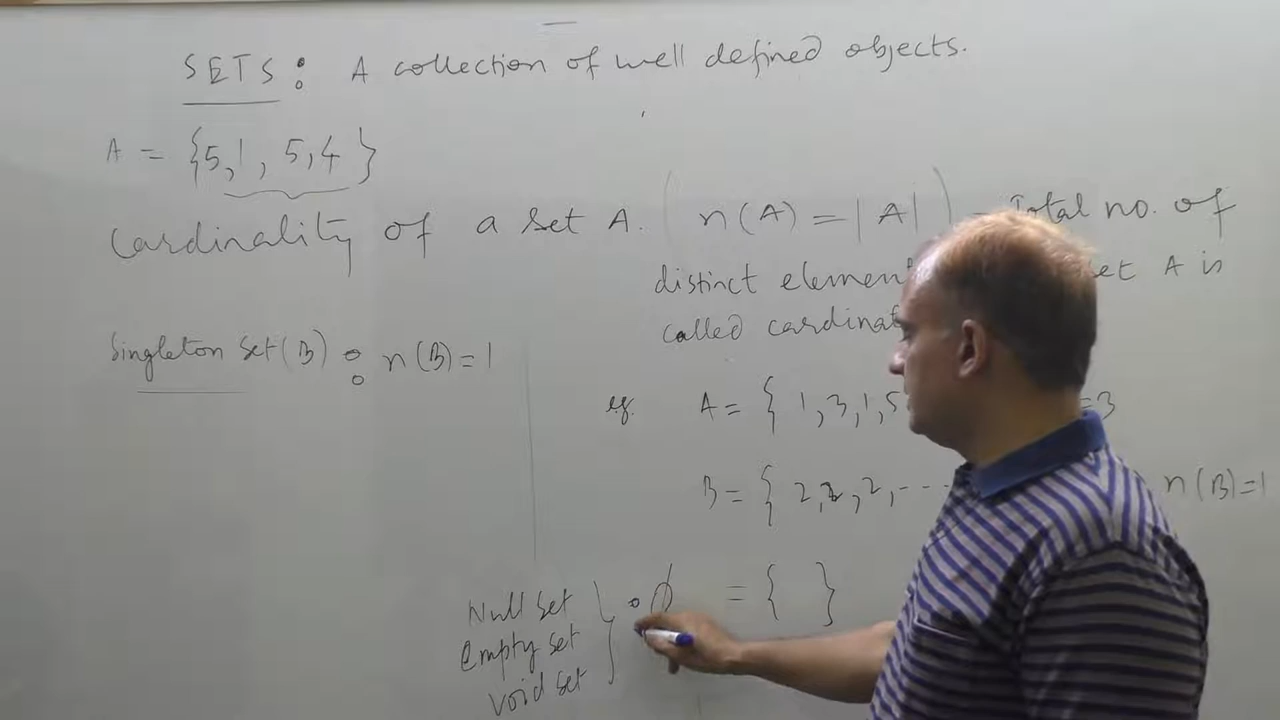 SETS: A collection of well defined objects.
A = {5,1, 5,4 }
Cardinality of a set A. ( n(A) = |A| ) - Total no. of
distinct element et A is
called cardinat
Singleton set(B) : n(B)=1
eg. A = { 1,3,1,5 =3
B = { 2,2,2,--- n(B)=1
Null set } : ϕ = { }
Empty set
void set